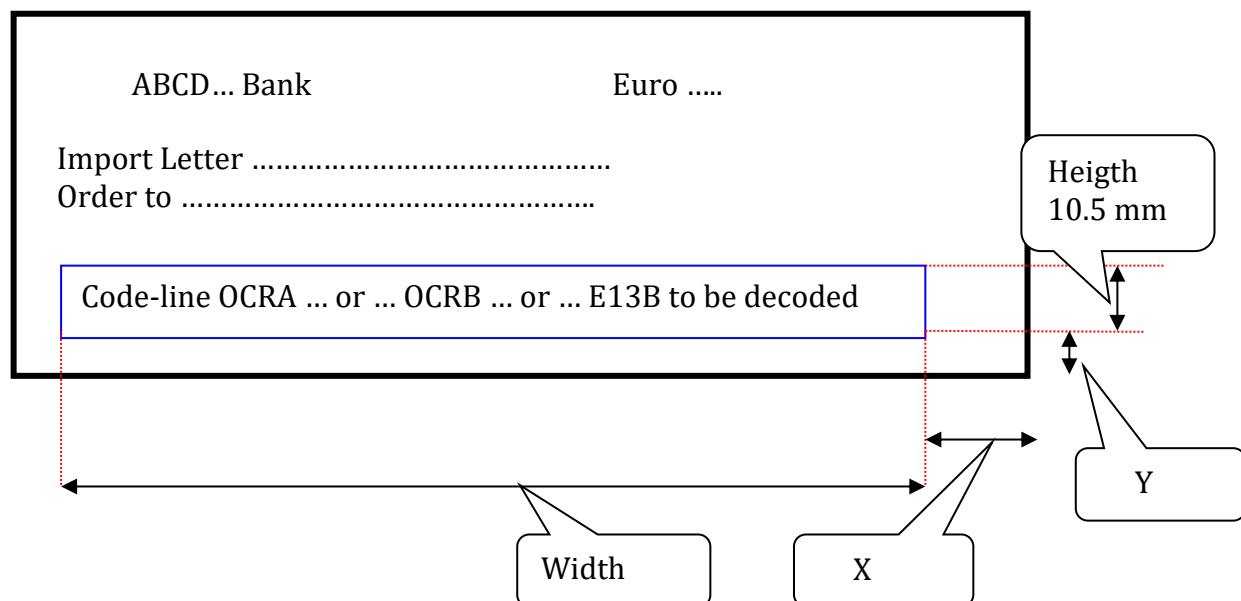 ABCD... Bank Euro .....
Import Letter ................................................
Order to .......................................................
Heigth
10.5 mm
Code-line OCRA ... or ... OCRB ... or ... E13B to be decoded
Y
Width
X